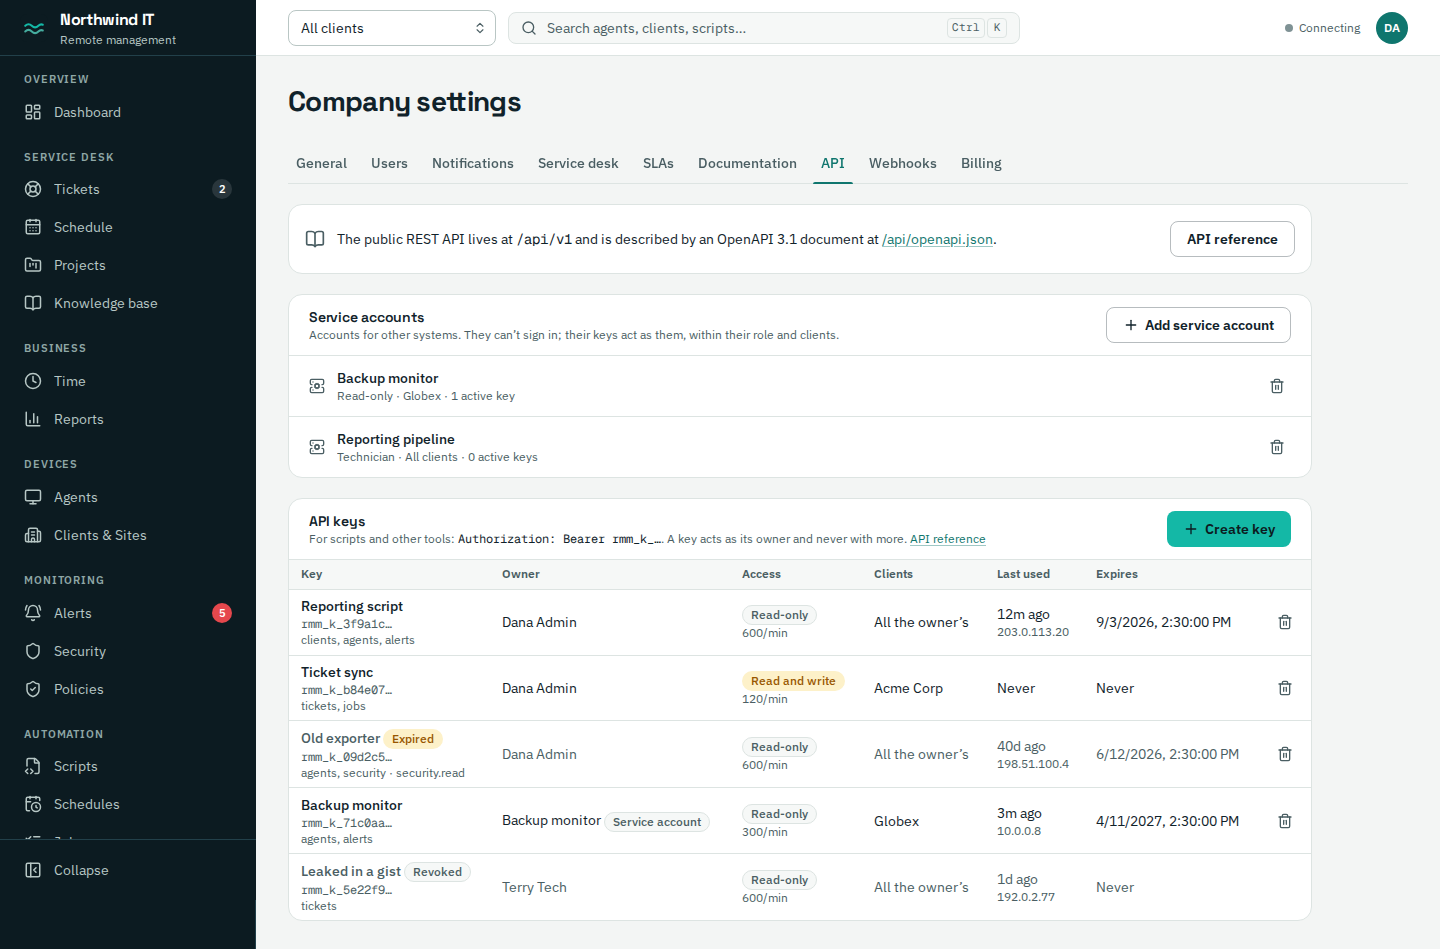 Northwind IT
Remote management
All clients
Search agents, clients, scripts...
Ctrl K
Connecting
DA
OVERVIEW
Dashboard
SERVICE DESK
Tickets 2
Schedule
Projects
Knowledge base
BUSINESS
Time
Reports
DEVICES
Agents
Clients & Sites
MONITORING
Alerts 5
Security
Policies
AUTOMATION
Scripts
Schedules
Collapse
Company settings
General Users Notifications Service desk SLAs Documentation API Webhooks Billing
The public REST API lives at /api/v1 and is described by an OpenAPI 3.1 document at /api/openapi.json.
API reference
Service accounts
Accounts for other systems. They can’t sign in; their keys act as them, within their role and clients.
Add service account
Backup monitor
Read-only · Globex · 1 active key
Reporting pipeline
Technician · All clients · 0 active keys
API keys
For scripts and other tools: Authorization: Bearer rmm_k_…. A key acts as its owner and never with more. API reference
Create key
Key Owner Access Clients Last used Expires
Reporting script
rmm_k_3f9a1c…
clients, agents, alerts
Dana Admin
Read-only
600/min
All the owner’s
12m ago
203.0.113.20
9/3/2026, 2:30:00 PM
Ticket sync
rmm_k_b84e07…
tickets, jobs
Dana Admin
Read and write
120/min
Acme Corp
Never
Never
Old exporter Expired
rmm_k_09d2c5…
agents, security · security.read
Dana Admin
Read-only
600/min
All the owner’s
40d ago
198.51.100.4
6/12/2026, 2:30:00 PM
Backup monitor
rmm_k_71c0aa…
agents, alerts
Backup monitor Service account
Read-only
300/min
Globex
3m ago
10.0.0.8
4/11/2027, 2:30:00 PM
Leaked in a gist Revoked
rmm_k_5e22f9…
tickets
Terry Tech
Read-only
600/min
All the owner’s
1d ago
192.0.2.77
Never